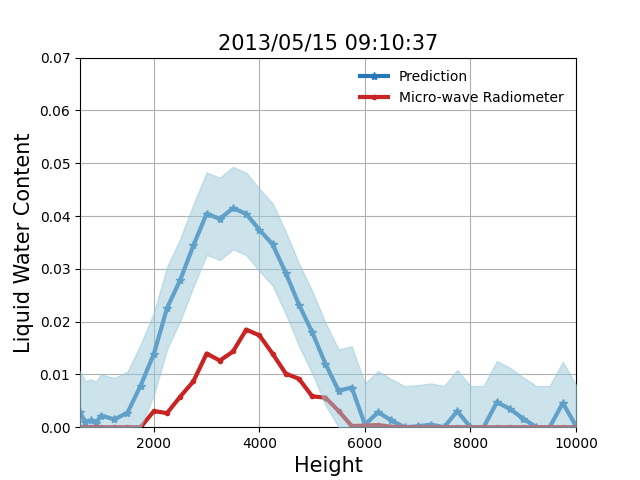 2013/05/15 09:10:37
Prediction
Micro-wave Radiometer
Liquid Water Content
0.07
0.06
0.05
0.04
0.03
0.02
0.01
0.00
2000 4000 6000 8000 10000
Height